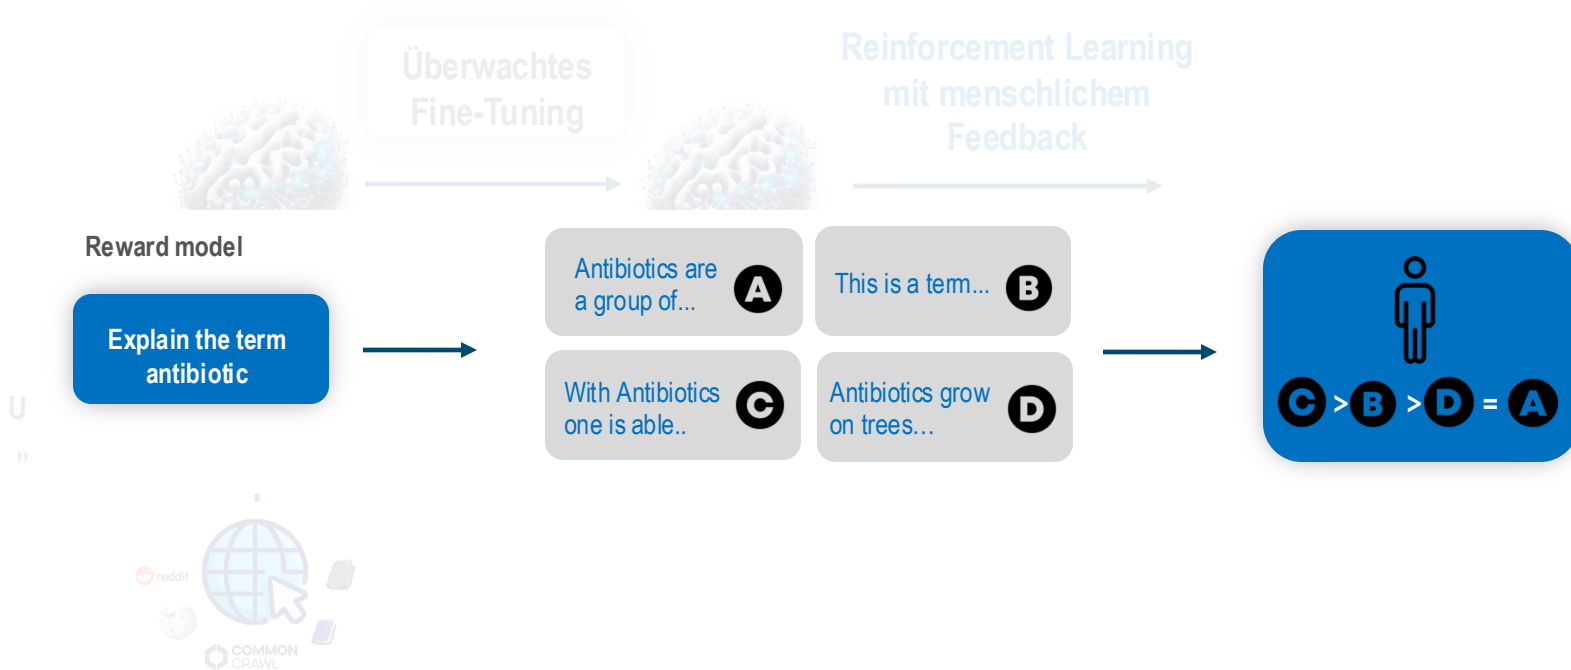 Überwachtes
Fine-Tuning
Reinforcement Learning
mit menschlichem
Feedback
Reward model
Explain the term
antibiotic
Antibiotics are
a group of...
A
This is a term...
B
With Antibiotics
one is able..
C
Antibiotics grow
on trees…
D
C > B > D = A
U
”
reddit
COMMON
CRAWL